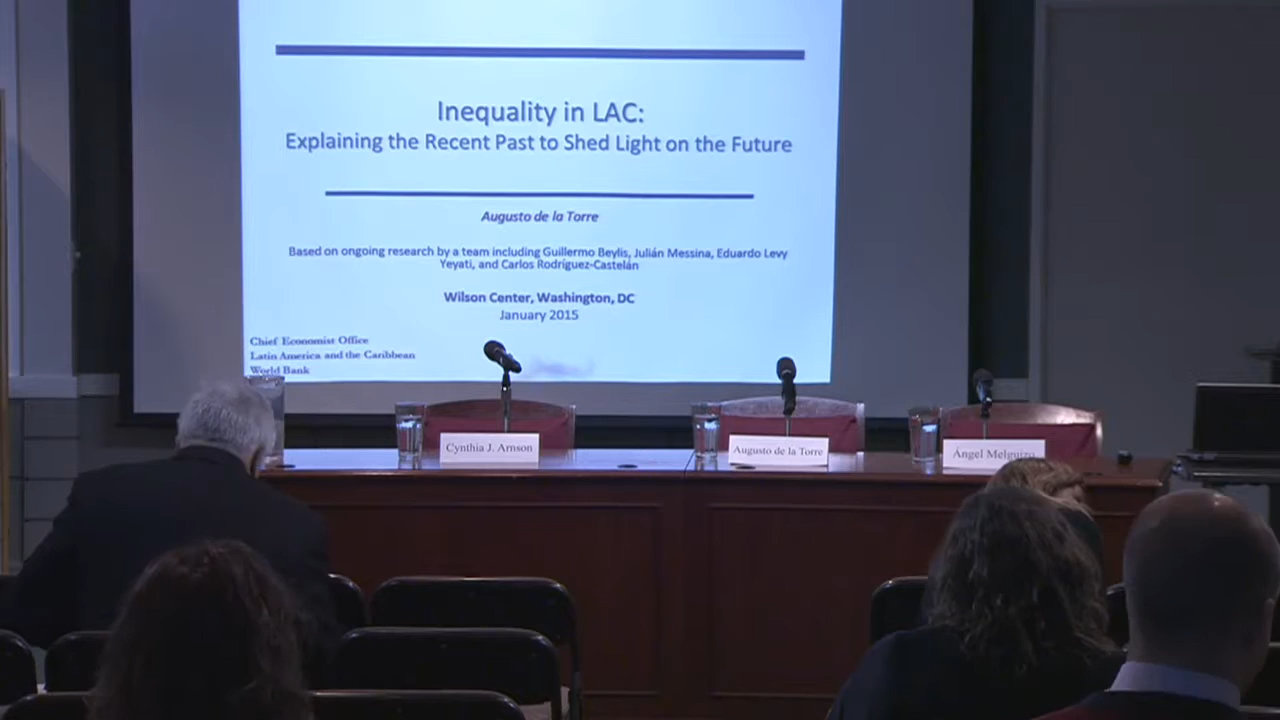 Inequality in LAC:
Explaining the Recent Past to Shed Light on the Future
Augusto de la Torre
Based on ongoing research by a team including Guillermo Beylis, Julián Messina, Eduardo Levy
Yeyati, and Carlos Rodríguez-Castelán
Wilson Center, Washington, DC
January 2015
Chief Economist Office
Latin America and the Caribbean
World Bank
Cynthia J. Arnson
Augusto de la Torre
Ángel Melguizo